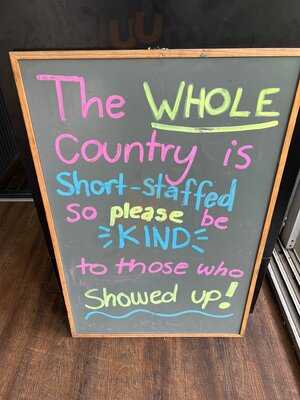 The WHOLE
Country is
Short-staffed
so please be
KIND
to those who
Showed up!